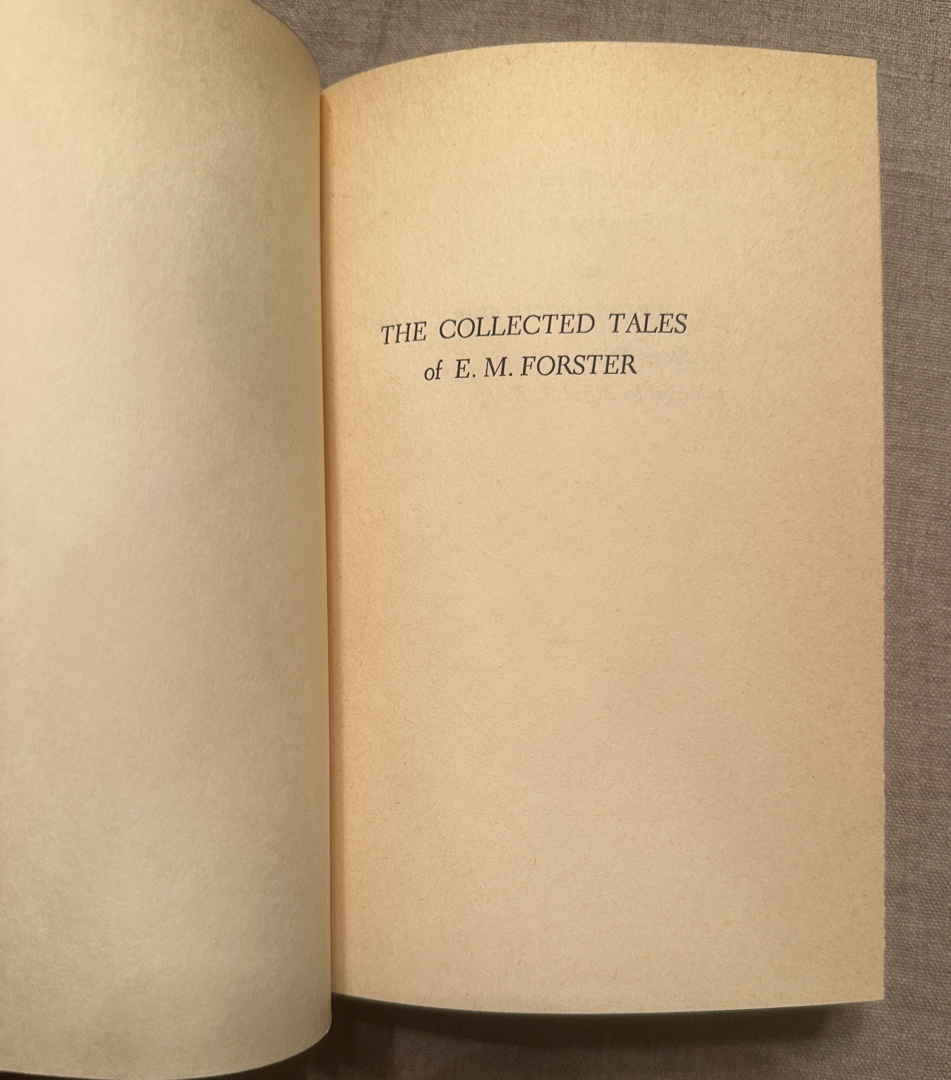 THE COLLECTED TALES
of E. M. FORSTER